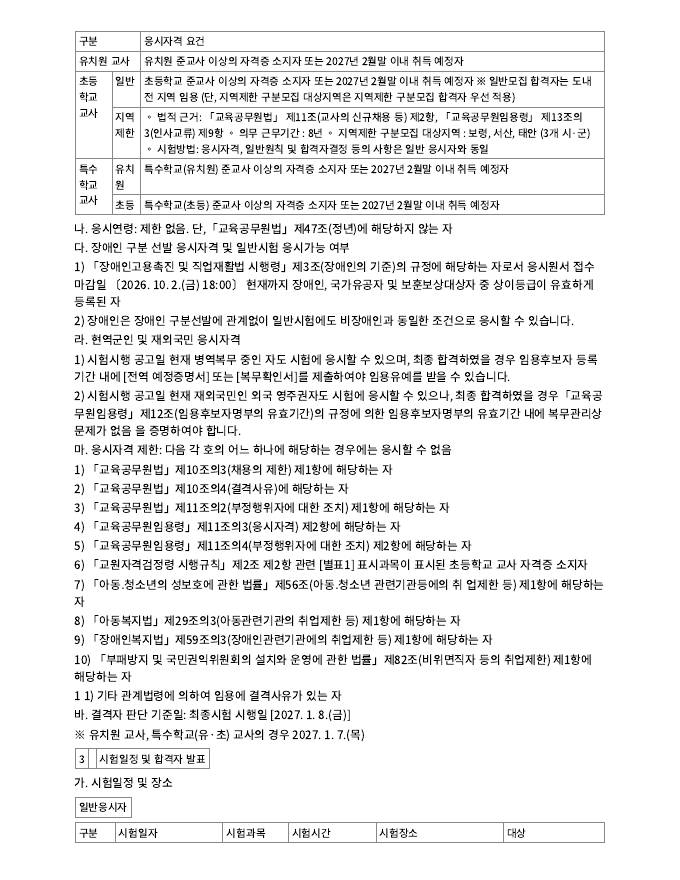 구분 응시자격 요건
유치원 교사 유치원 준교사 이상의 자격증 소지자 또는 2027년 2월말 이내 취득 예정자
초등 학교 교사 일반 초등학교 준교사 이상의 자격증 소지자 또는 2027년 2월말 이내 취득 예정자 ※ 일반모집 합격자는 도내
전 지역 임용 (단, 지역제한 구분모집 대상지역은 지역제한 구분모집 합격자 우선 적용)
지역 제한 ◦ 법적 근거: 「교육공무원법」 제11조(교사의 신규채용 등) 제2항, 「교육공무원임용령」 제13조의
3(인사교류) 제9항 ◦ 의무 근무기간 : 8년 ◦ 지역제한 구분모집 대상지역 : 보령, 서산, 태안 (3개 시·군)
◦ 시험방법: 응시자격, 일반원칙 및 합격자결정 등의 사항은 일반 응시자와 동일
특수 학교 교사 유치 원 특수학교(유치원) 준교사 이상의 자격증 소지자 또는 2027년 2월말 이내 취득 예정자
초등 특수학교(초등) 준교사 이상의 자격증 소지자 또는 2027년 2월말 이내 취득 예정자
나. 응시연령: 제한 없음. 단,「교육공무원법」제47조(정년)에 해당하지 않는 자
다. 장애인 구분 선발 응시자격 및 일반시험 응시가능 여부
1) 「장애인고용촉진 및 직업재활법 시행령」제3조(장애인의 기준)의 규정에 해당하는 자로서 응시원서 접수
마감일 〔2026. 10. 2.(금) 18:00〕 현재까지 장애인, 국가유공자 및 보훈보상대상자 중 상이등급이 유효하게
등록된 자
2) 장애인은 장애인 구분선발에 관계없이 일반시험에도 비장애인과 동일한 조건으로 응시할 수 있습니다.
라. 현역군인 및 재외국민 응시자격
1) 시험시행 공고일 현재 병역복무 중인 자도 시험에 응시할 수 있으며, 최종 합격하였을 경우 임용후보자 등록
기간 내에 [전역 예정증명서] 또는 [복무확인서]를 제출하여야 임용유예를 받을 수 있습니다.
2) 시험시행 공고일 현재 재외국민인 외국 영주권자도 시험에 응시할 수 있으나, 최종 합격하였을 경우「교육공
무원임용령」제12조(임용후보자명부의 유효기간)의 규정에 의한 임용후보자명부의 유효기간 내에 복무관리상
문제가 없음 을 증명하여야 합니다.
마. 응시자격 제한: 다음 각 호의 어느 하나에 해당하는 경우에는 응시할 수 없음
1) 「교육공무원법」제10조의3(채용의 제한) 제1항에 해당하는 자
2) 「교육공무원법」제10조의4(결격사유)에 해당하는 자
3) 「교육공무원법」제11조의2(부정행위자에 대한 조치) 제1항에 해당하는 자
4) 「교육공무원임용령」제11조의3(응시자격) 제2항에 해당하는 자
5) 「교육공무원임용령」제11조의4(부정행위자에 대한 조치) 제2항에 해당하는 자
6) 「교원자격검정령 시행규칙」제2조 제2항 관련 [별표1] 표시과목이 표시된 초등학교 교사 자격증 소지자
7) 「아동.청소년의 성보호에 관한 법률」제56조(아동.청소년 관련기관등에의 취 업제한 등) 제1항에 해당하는
자
8) 「아동복지법」제29조의3(아동관련기관의 취업제한 등) 제1항에 해당하는 자
9) 「장애인복지법」제59조의3(장애인관련기관에의 취업제한 등) 제1항에 해당하는 자
10) 「부패방지 및 국민권익위원회의 설치와 운영에 관한 법률」제82조(비위면직자 등의 취업제한) 제1항에
해당하는 자
1 1) 기타 관계법령에 의하여 임용에 결격사유가 있는 자
바. 결격자 판단 기준일: 최종시험 시행일 [2027. 1. 8.(금)]
※ 유치원 교사, 특수학교(유·초) 교사의 경우 2027. 1. 7.(목)
3 시험일정 및 합격자 발표
가. 시험일정 및 장소
일반응시자
구분 시험일자 시험과목 시험시간 시험장소 대상